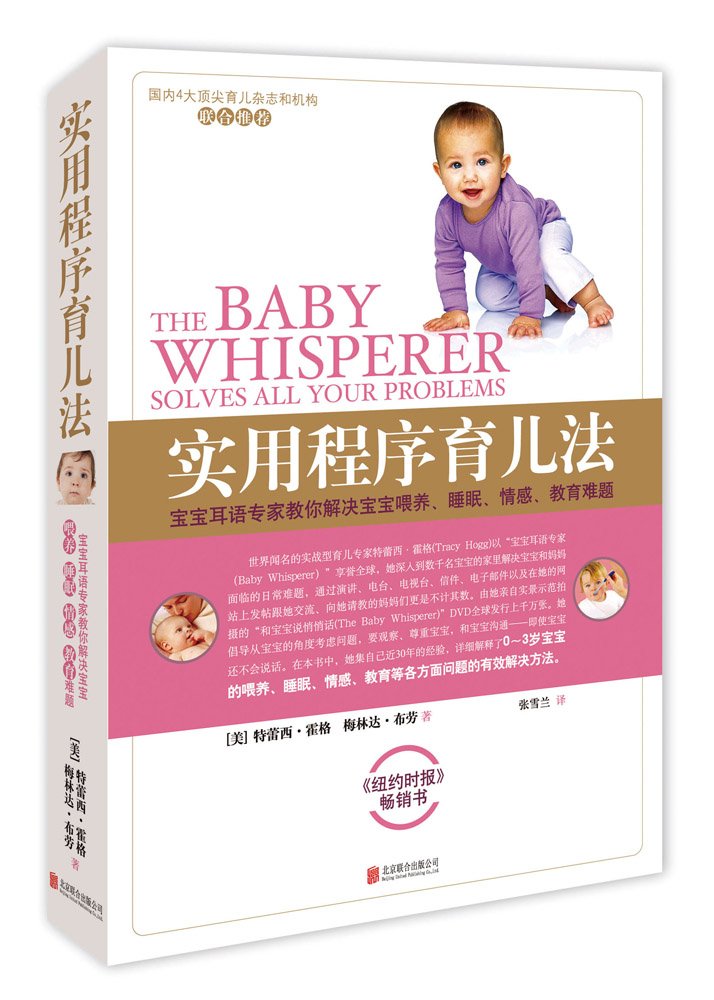 国内4大顶尖育儿杂志和机构
联合推荐
THE BABY
WHISPERER
SOLVES ALL YOUR PROBLEMS
实用程序育儿法
宝宝耳语专家教你解决宝宝喂养、睡眠、情感、教育难题
世界闻名的实战型育儿专家特蕾西·霍格(Tracy Hogg)以“宝宝耳语专家
(Baby Whisperer)”享誉全球，她深入到数千名宝宝的家里解决宝宝和妈妈
面临的日常难题，通过演讲、电台、电视台、信件、电子邮件以及在她的网
站上发帖跟她交流、向她请教的妈妈们更是不计其数。由她亲自实景示范拍
摄的“和宝宝说悄悄话(The Baby Whisperer)”DVD全球发行上千万张。她
倡导从宝宝的角度考虑问题，要观察、尊重宝宝，和宝宝沟通——即使宝宝
还不会说话。在本书中，她集自己近30年的经验，详细解释了0～3岁宝宝
的喂养、睡眠、情感、教育等各方面问题的有效解决方法。
[美] 特蕾西·霍格 梅林达·布劳 著
张雪兰 译
《纽约时报》
畅销书
北京联合出版公司
Beijing United Publishing Co.,Ltd.
实用程序育儿法
宝宝耳语专家教你解决宝宝
喂养 睡眠 情感 教育难题
[美] 特蕾西·霍格
梅林达·布劳 著
北京联合出版公司
Beijing United Publishing Co.,Ltd.